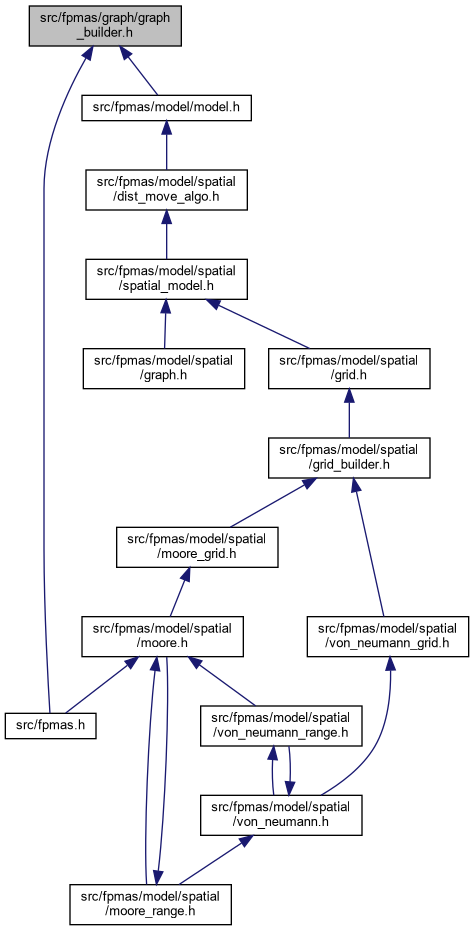 src/fpmas/graph/graph
_builder.h
src/fpmas/model/model.h
src/fpmas/model/spatial
/dist_move_algo.h
src/fpmas/model/spatial
/spatial_model.h
src/fpmas/model/spatial
/graph.h
src/fpmas/model/spatial
/grid.h
src/fpmas/model/spatial
/grid_builder.h
src/fpmas/model/spatial
/moore_grid.h
src/fpmas/model/spatial
/moore.h
src/fpmas/model/spatial
/von_neumann_grid.h
src/fpmas.h
src/fpmas/model/spatial
/von_neumann_range.h
src/fpmas/model/spatial
/von_neumann.h
src/fpmas/model/spatial
/moore_range.h